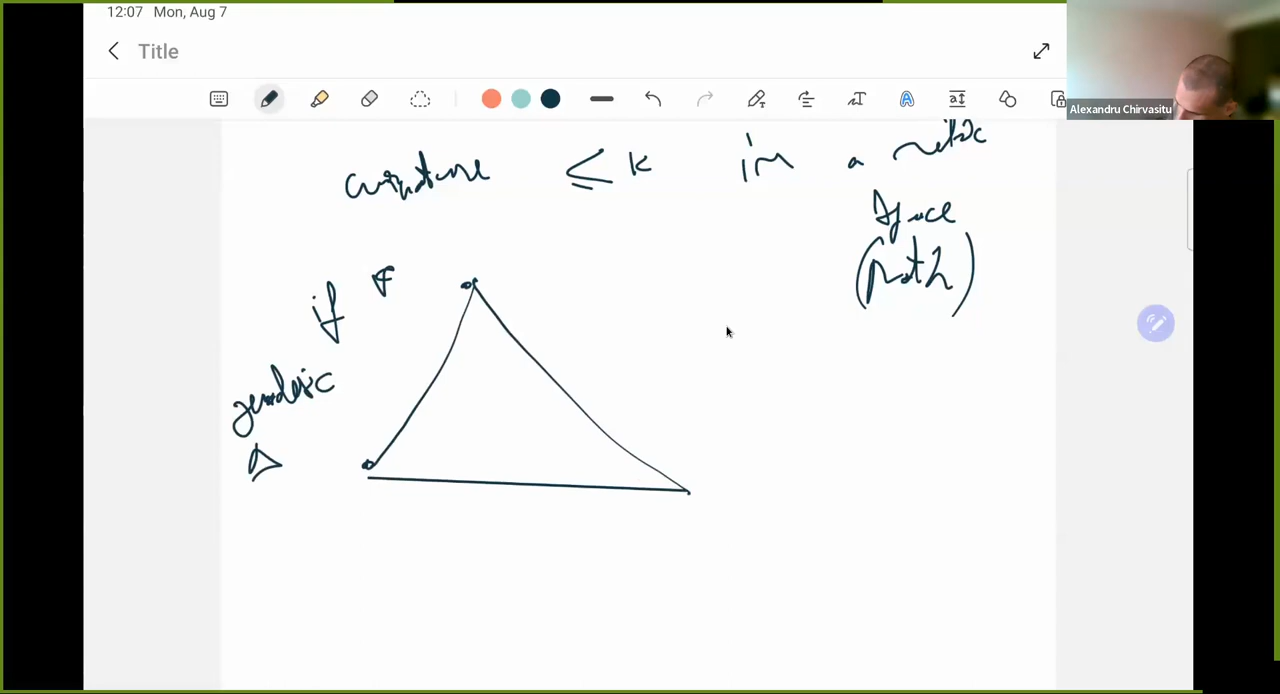 12:07 Mon, Aug 7
Title
Alexandru Chirvasitu
curvature ≤ k in a metric
space
(path)
if
geodesic
Δ